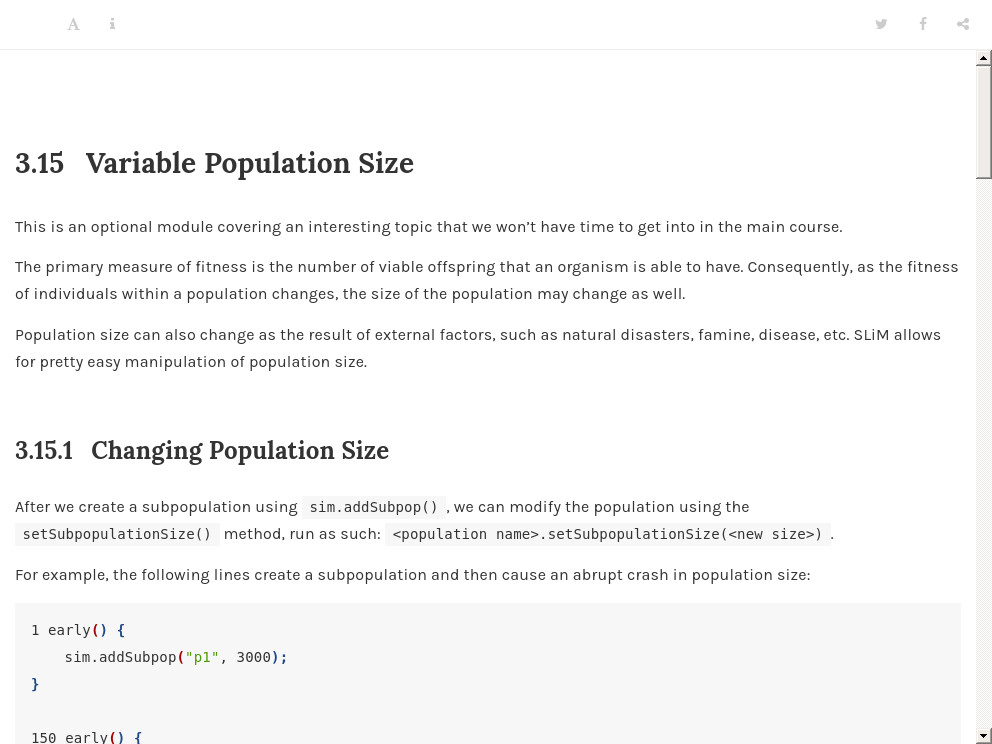 3.15 Variable Population Size
This is an optional module covering an interesting topic that we won’t have time to get into in the main course.
The primary measure of fitness is the number of viable offspring that an organism is able to have. Consequently, as the fitness
of individuals within a population changes, the size of the population may change as well.
Population size can also change as the result of external factors, such as natural disasters, famine, disease, etc. SLiM allows
for pretty easy manipulation of population size.
3.15.1 Changing Population Size
After we create a subpopulation using sim.addSubpop() , we can modify the population using the
setSubpopulationSize() method, run as such: <population name>.setSubpopulationSize(<new size>) .
For example, the following lines create a subpopulation and then cause an abrupt crash in population size:
1 early() {
    sim.addSubpop("p1", 3000);
}
150 early() {